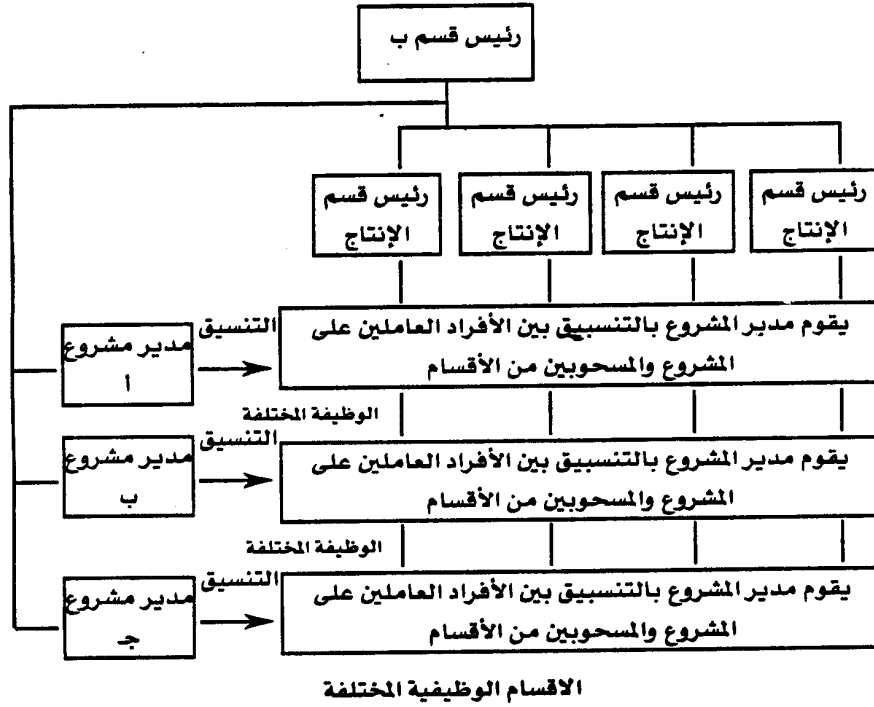 رئيس قسم ب
رئيس قسم
الإنتاج
رئيس قسم
الإنتاج
رئيس قسم
الإنتاج
رئيس قسم
الإنتاج
يقوم مدير المشروع بالتنسبيق بين الأفراد العاملين على
المشروع والمسحوبين من الأقسام
التنسيق
مدير مشروع
أ
الوظيفة المختلفة
يقوم مدير المشروع بالتنسبيق بين الأفراد العاملين على
المشروع والمسحوبين من الأقسام
التنسيق
مدير مشروع
ب
الوظيفة المختلفة
يقوم مدير المشروع بالتنسبيق بين الأفراد العاملين على
المشروع والمسحوبين من الأقسام
التنسيق
مدير مشروع
جـ
الاقسام الوظيفية المختلفة